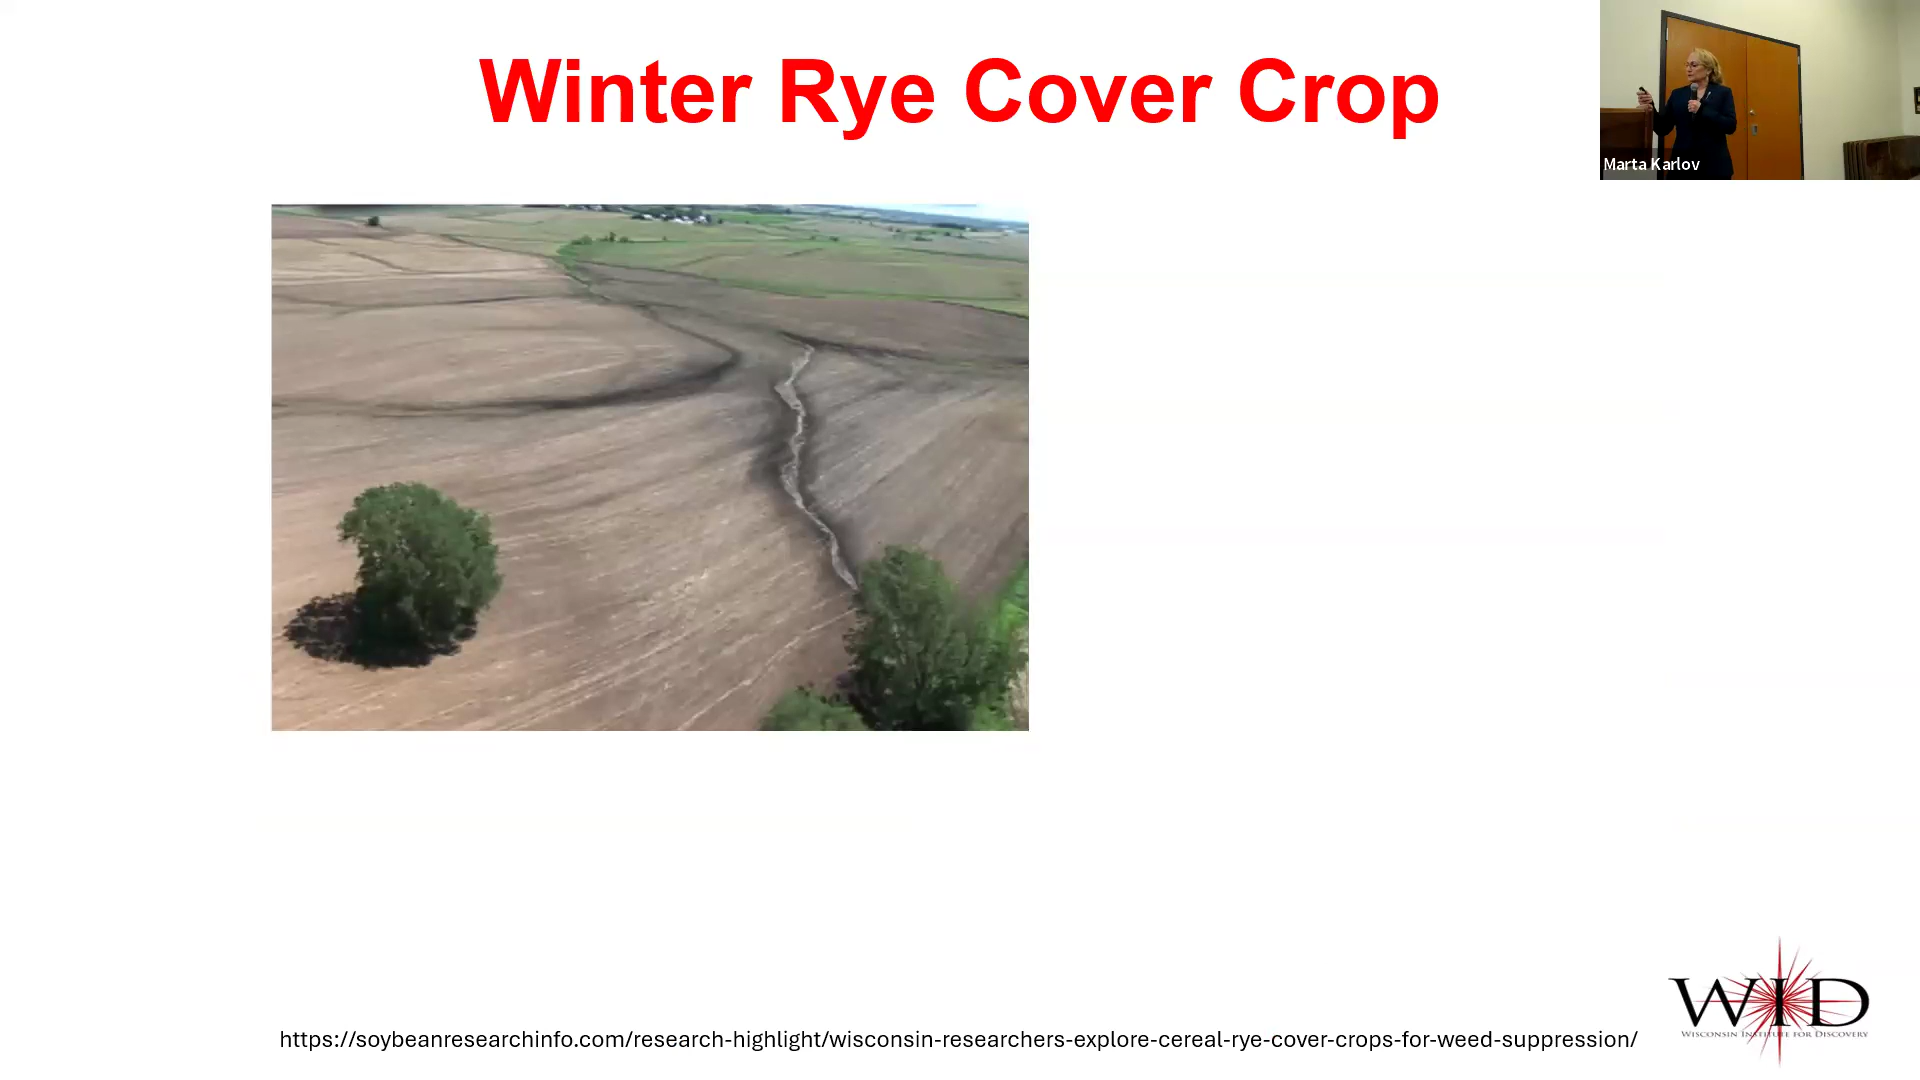 Winter Rye Cover Crop
Marta Karlov
https://soybeanresearchinfo.com/research-highlight/wisconsin-researchers-explore-cereal-rye-cover-crops-for-weed-suppression/
WID
WISCONSIN INSTITUTE FOR DISCOVERY